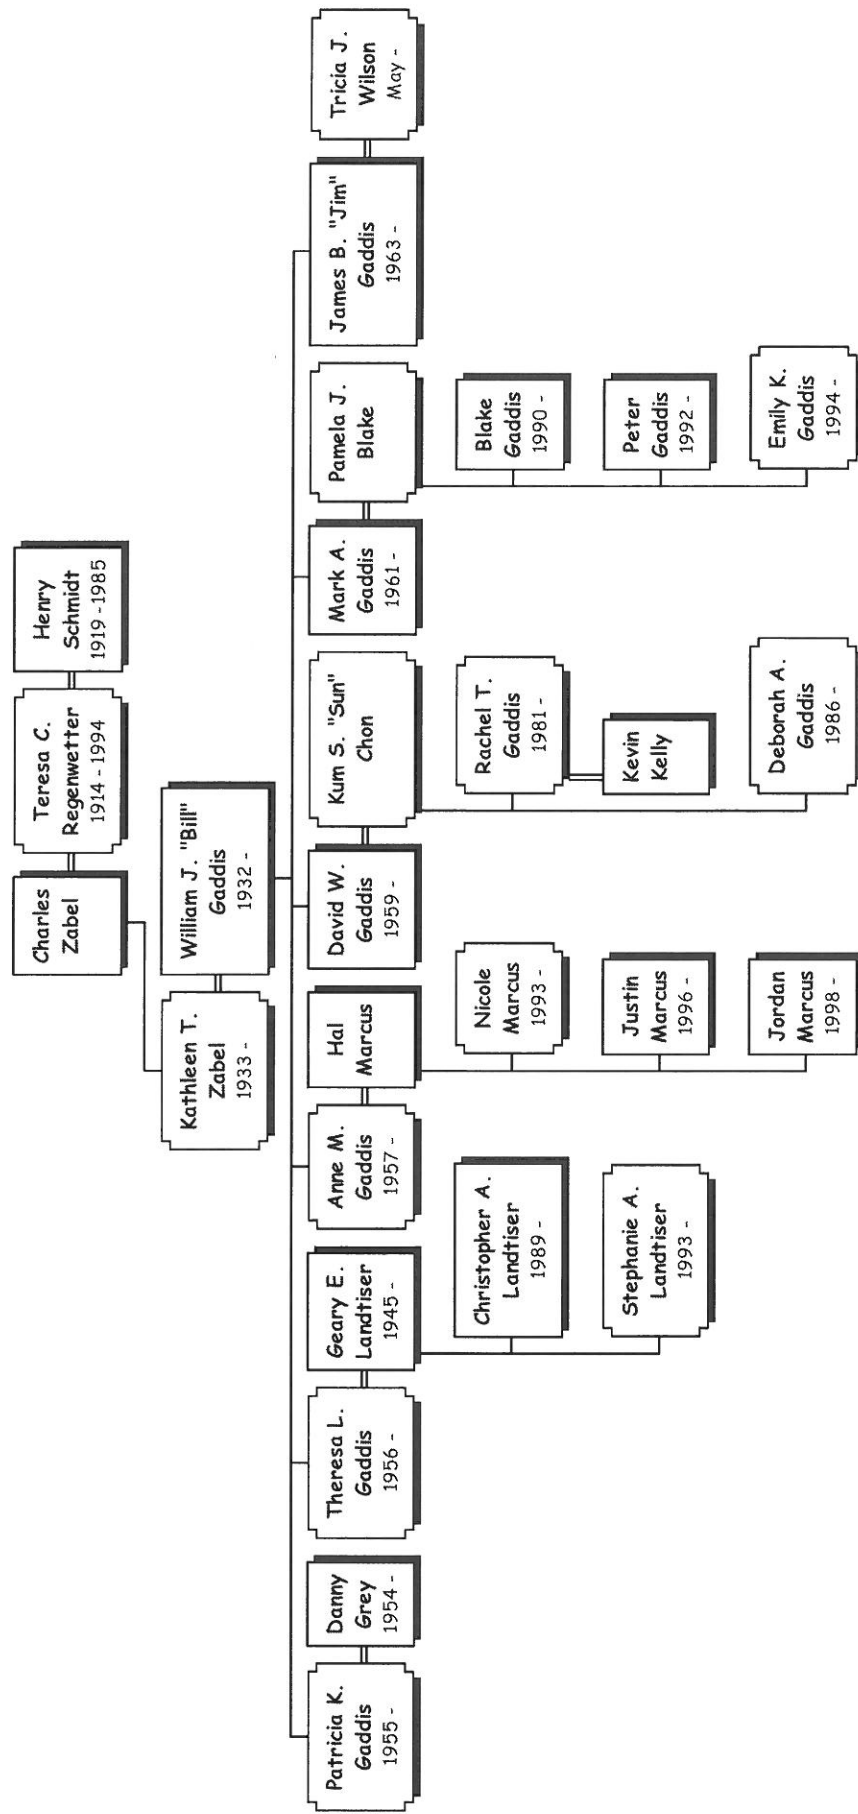 Charles
Zabel
Teresa C.
Regenwetter
1914 - 1994
Henry
Schmidt
1919 - 1985
Kathleen T.
Zabel
1933 -
William J. "Bill"
Gaddis
1932 -
Patricia K.
Gaddis
1955 -
Danny
Grey
1954 -
Theresa L.
Gaddis
1956 -
Geary E.
Landtiser
1945 -
Anne M.
Gaddis
1957 -
Hal
Marcus
David W.
Gaddis
1959 -
Kum S. "Sun"
Chon
Mark A.
Gaddis
1961 -
Pamela J.
Blake
James B. "Jim"
Gaddis
1963 -
Tricia J.
Wilson
May -
Christopher A.
Landtiser
1989 -
Nicole
Marcus
1993 -
Rachel T.
Gaddis
1981 -
Blake
Gaddis
1990 -
Stephanie A.
Landtiser
1993 -
Justin
Marcus
1996 -
Kevin
Kelly
Peter
Gaddis
1992 -
Jordan
Marcus
1998 -
Deborah A.
Gaddis
1986 -
Emily K.
Gaddis
1994 -